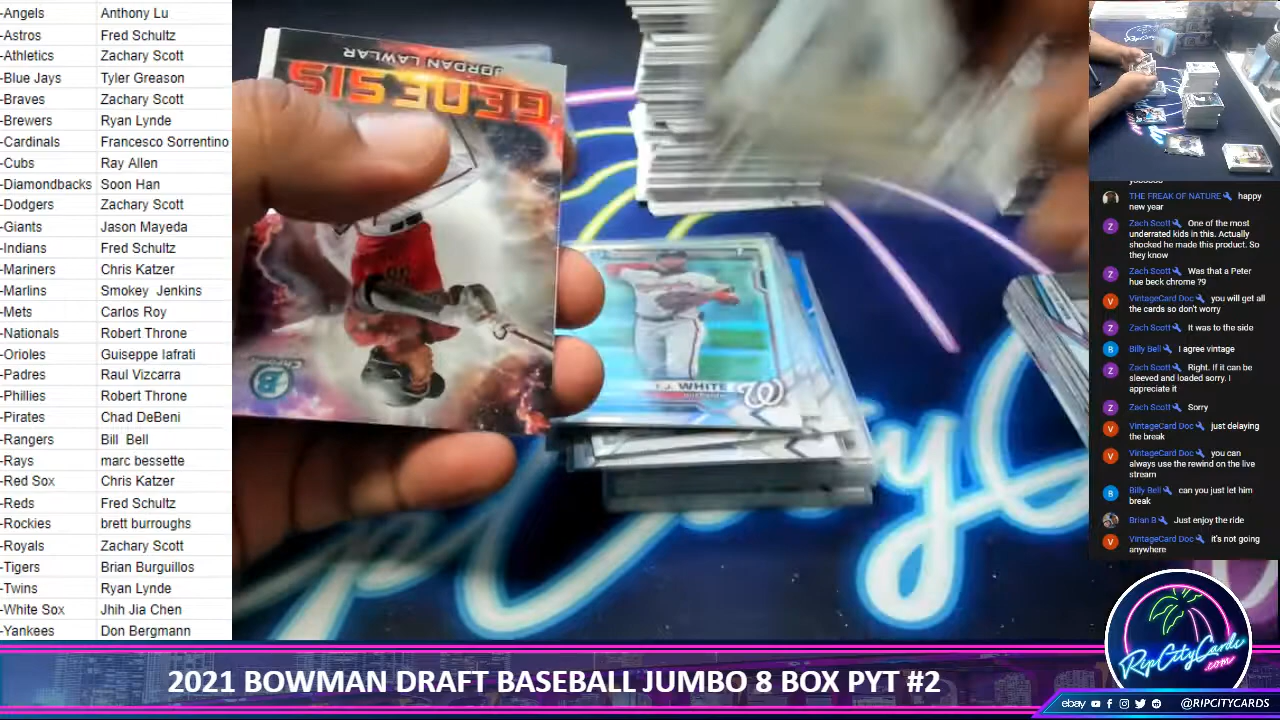 -Angels Anthony Lu
-Astros Fred Schultz
-Athletics Zachary Scott
-Blue Jays Tyler Greason
-Braves Zachary Scott
-Brewers Ryan Lynde
-Cardinals Francesco Sorrentino
-Cubs Ray Allen
-Diamondbacks Soon Han
-Dodgers Zachary Scott
-Giants Jason Mayeda
-Indians Fred Schultz
-Mariners Chris Katzer
-Marlins Smokey Jenkins
-Mets Carlos Roy
-Nationals Robert Throne
-Orioles Guiseppe Iafrati
-Padres Raul Vizcarra
-Phillies Robert Throne
-Pirates Chad DeBeni
-Rangers Bill Bell
-Rays marc bessette
-Red Sox Chris Katzer
-Reds Fred Schultz
-Rockies brett burroughs
-Royals Zachary Scott
-Tigers Brian Burguillos
-Twins Ryan Lynde
-White Sox Jhih Jia Chen
-Yankees Don Bergmann
JORDAN LAWLAR
GENESIS
CHROME
B
T.J. WHITE
W
THE FREAK OF NATURE happy
new year
Zach Scott One of the most
underrated kids in this. Actually
shocked he made this product. So
they know
Zach Scott Was that a Peter
hue beck chrome ?9
VintageCard Doc you will get all
the cards so don't worry
Zach Scott It was to the side
Billy Bell I agree vintage
Zach Scott Right. If it can be
sleeved and loaded sorry. I
appreciate it
Zach Scott Sorry
VintageCard Doc just delaying
the break
VintageCard Doc you can
always use the rewind on the live
stream
Billy Bell can you just let him
break
Brian B Just enjoy the ride
VintageCard Doc it's not going
anywhere
RipCityCards
.com
2021 BOWMAN DRAFT BASEBALL JUMBO 8 BOX PYT #2
ebay @RIPCITYCARDS